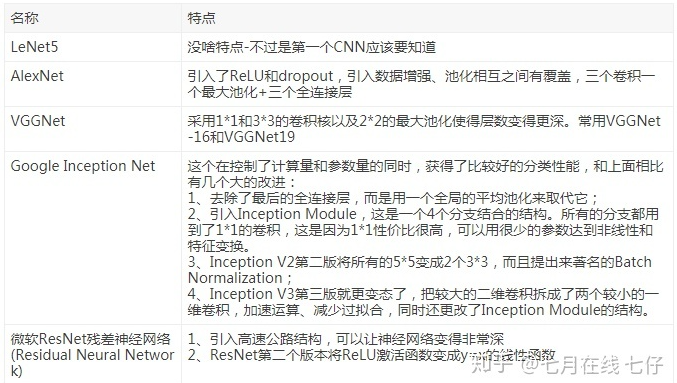 名称 特点
LeNet5 没啥特点-不过是第一个CNN应该要知道
AlexNet 引入了ReLU和dropout，引入数据增强、池化相互之间有覆盖，三个卷积一
个最大池化+三个全连接层
VGGNet 采用1*1和3*3的卷积核以及2*2的最大池化使得层数变得更深。常用VGGNet
-16和VGGNet19
Google Inception Net 这个在控制了计算量和参数量的同时，获得了比较好的分类性能，和上面相比
有几个大的改进：
1、去除了最后的全连接层，而是用一个全局的平均池化来取代它；
2、引入Inception Module，这是一个4个分支结合的结构。所有的分支都用
到了1*1的卷积，这是因为1*1性价比很高，可以用很少的参数达到非线性和
特征变换。
3、Inception V2第二版将所有的5*5变成2个3*3，而且提出来著名的Batch
Normalization；
4、Inception V3第三版就更变态了，把较大的二维卷积拆成了两个较小的一
维卷积，加速运算、减少过拟合，同时还更改了Inception Module的结构。
微软ResNet残差神经网络 1、引入高速公路结构，可以让神经网络变得非常深
(Residual Neural Networ 2、ResNet第二个版本将ReLU激活函数变成y=x的线性函数
k)
知乎 @七月在线 七仔